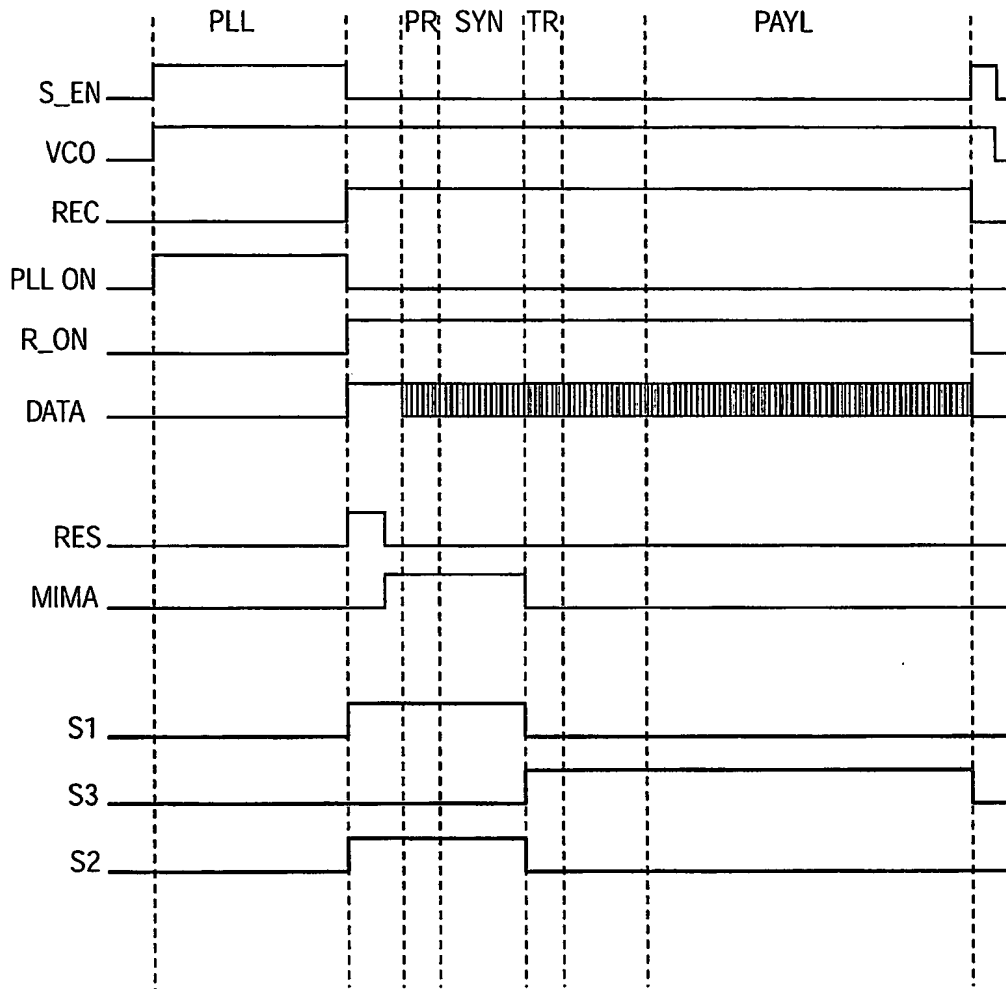 PLL PR SYN TR PAYL
S_EN
VCO
REC
PLL ON
R_ON
DATA
RES
MIMA
S1
S3
S2